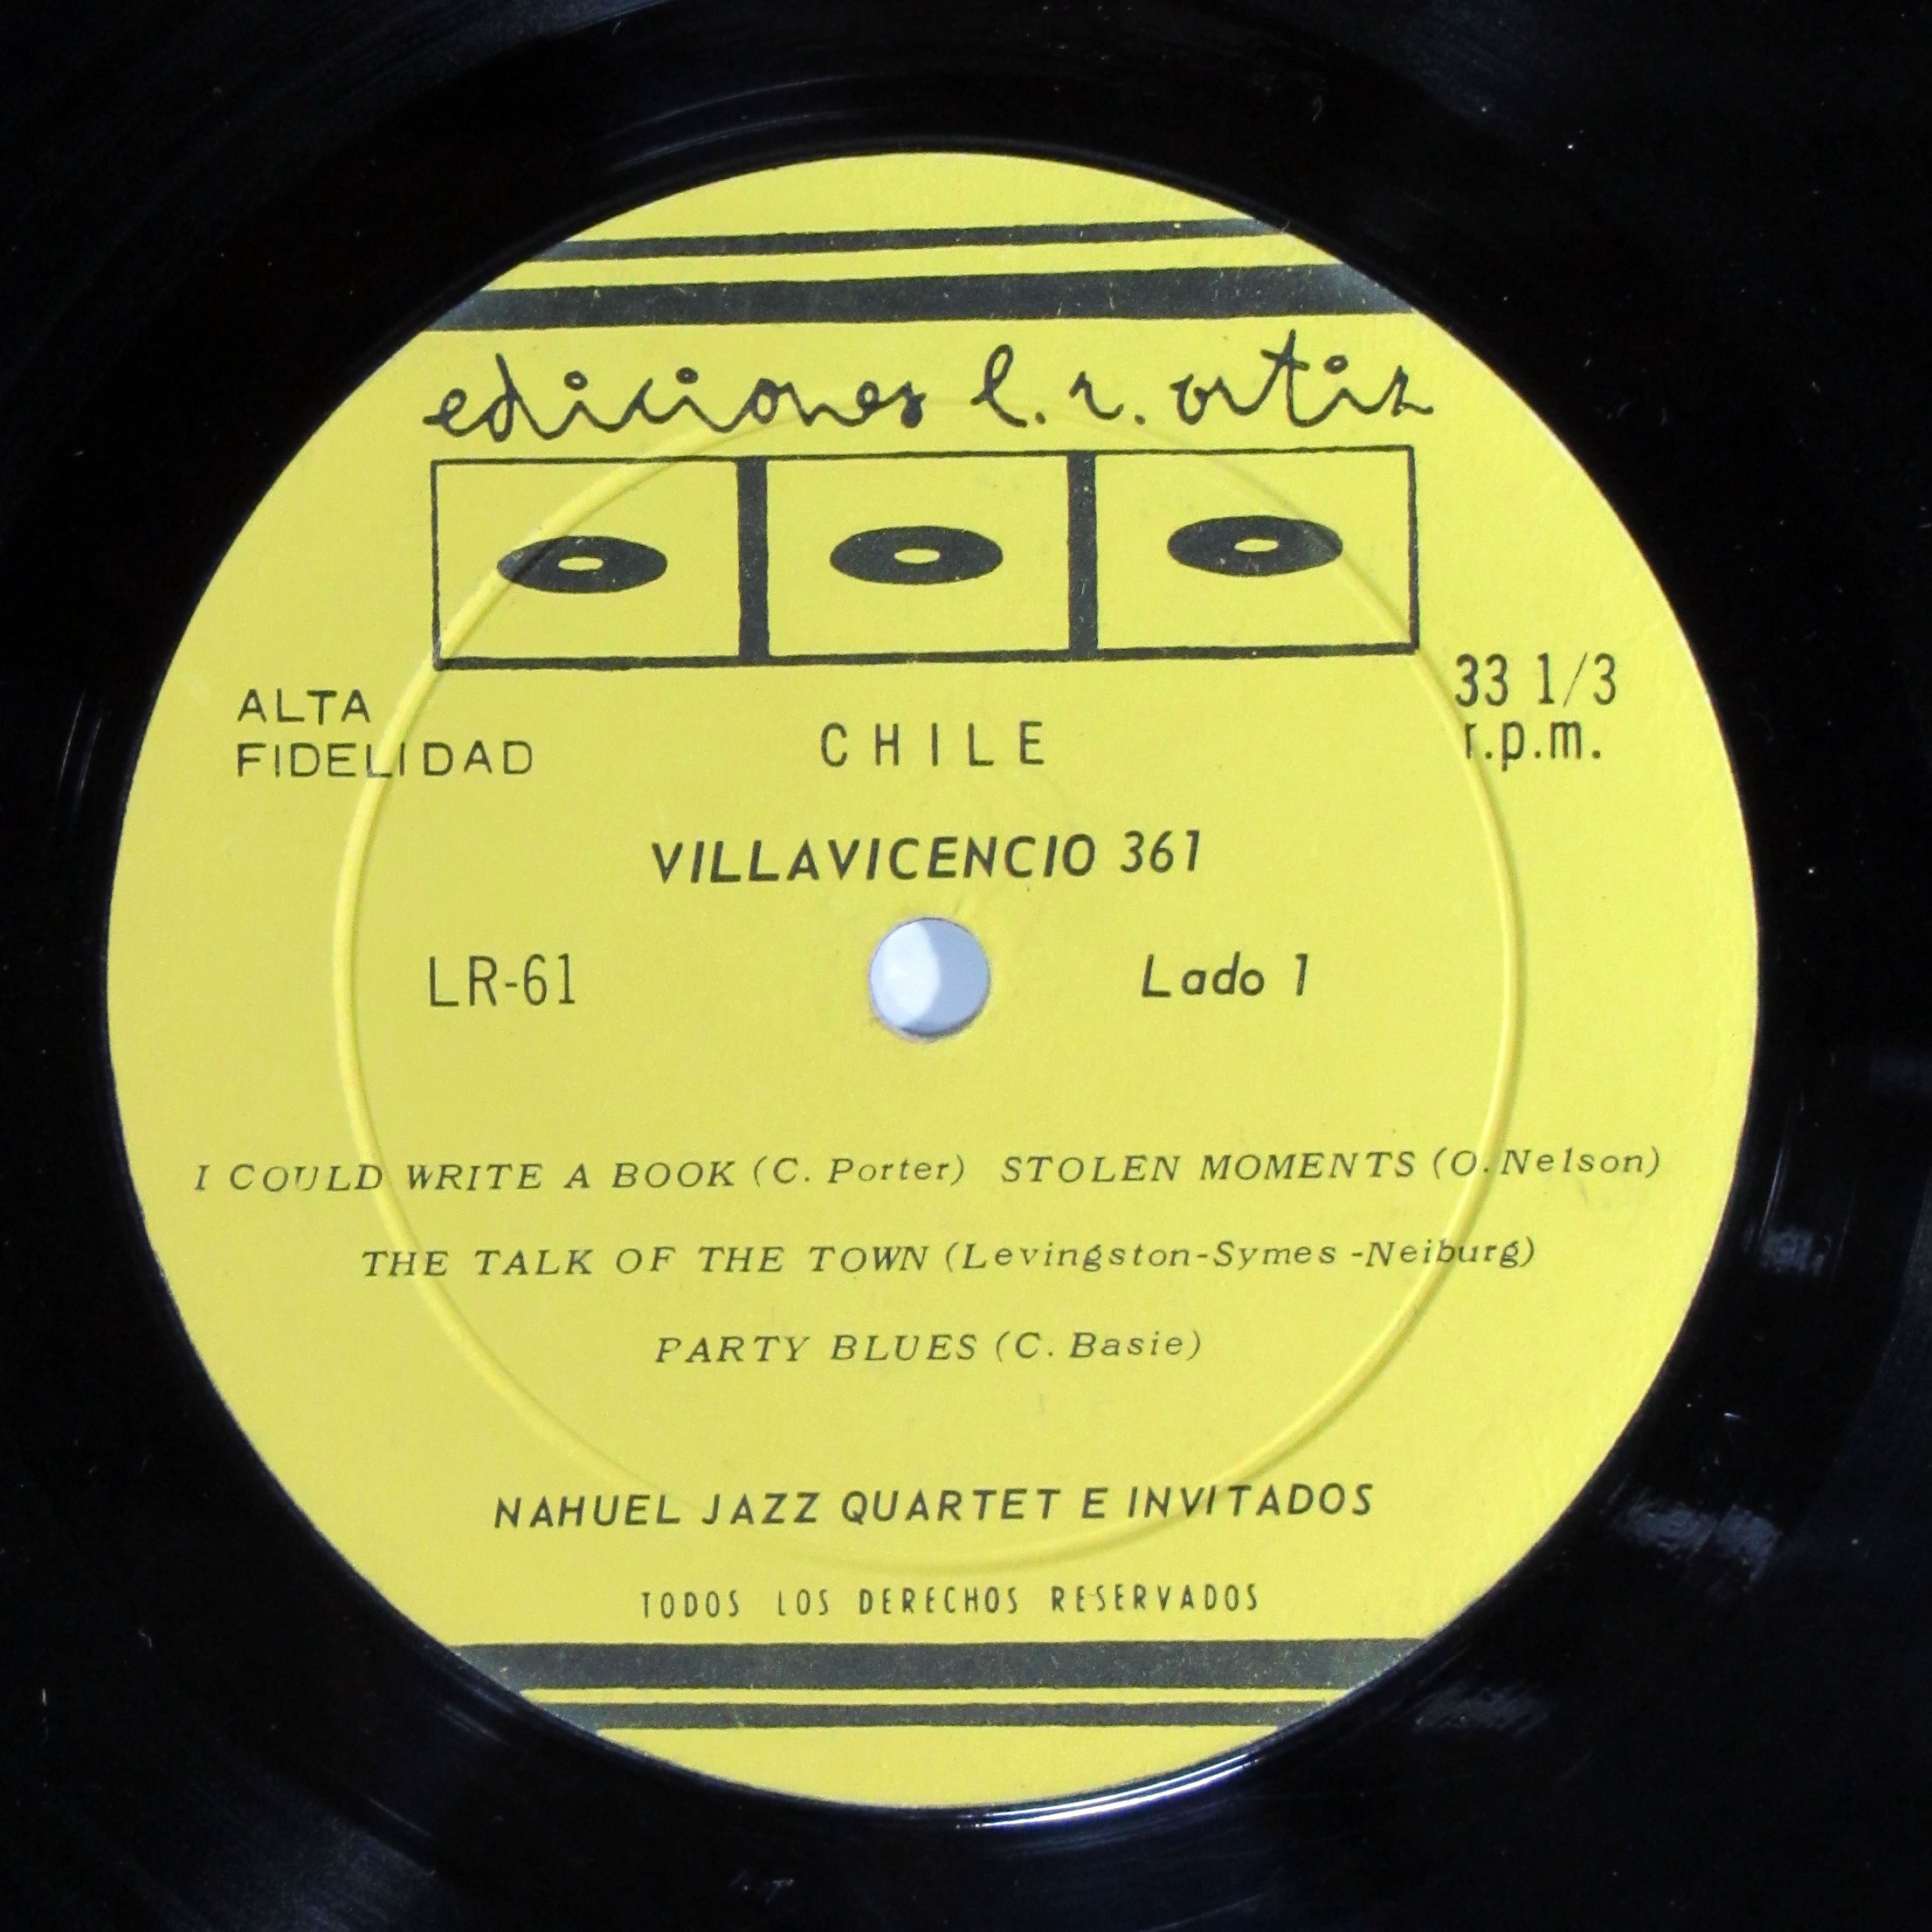 ediciones l. r. ortiz
ALTA
FIDELIDAD
CHILE
33 1/3
r.p.m.
VILLAVICENCIO 361
LR-61
Lado 1
I COULD WRITE A BOOK (C. Porter) STOLEN MOMENTS (O. Nelson)
THE TALK OF THE TOWN (Levingston-Symes -Neiburg)
PARTY BLUES (C. Basie)
NAHUEL JAZZ QUARTET E INVITADOS
TODOS LOS DERECHOS RESERVADOS